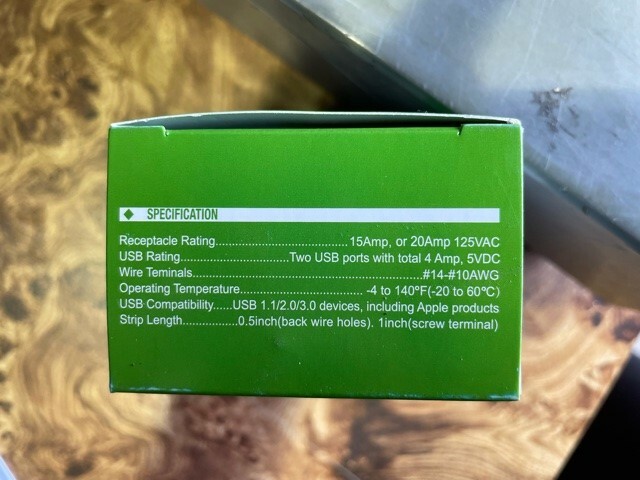 SPECIFICATION
Receptacle Rating.......................................15Amp, or 20Amp 125VAC
USB Rating.................................Two USB ports with total 4 Amp, 5VDC
Wire Teminals.....................................................................#14-#10AWG
Operating Temperature......................................-4 to 140ºF(-20 to 60℃)
USB Compatibility......USB 1.1/2.0/3.0 devices, including Apple products
Strip Length.................0.5inch(back wire holes). 1inch(screw terminal)